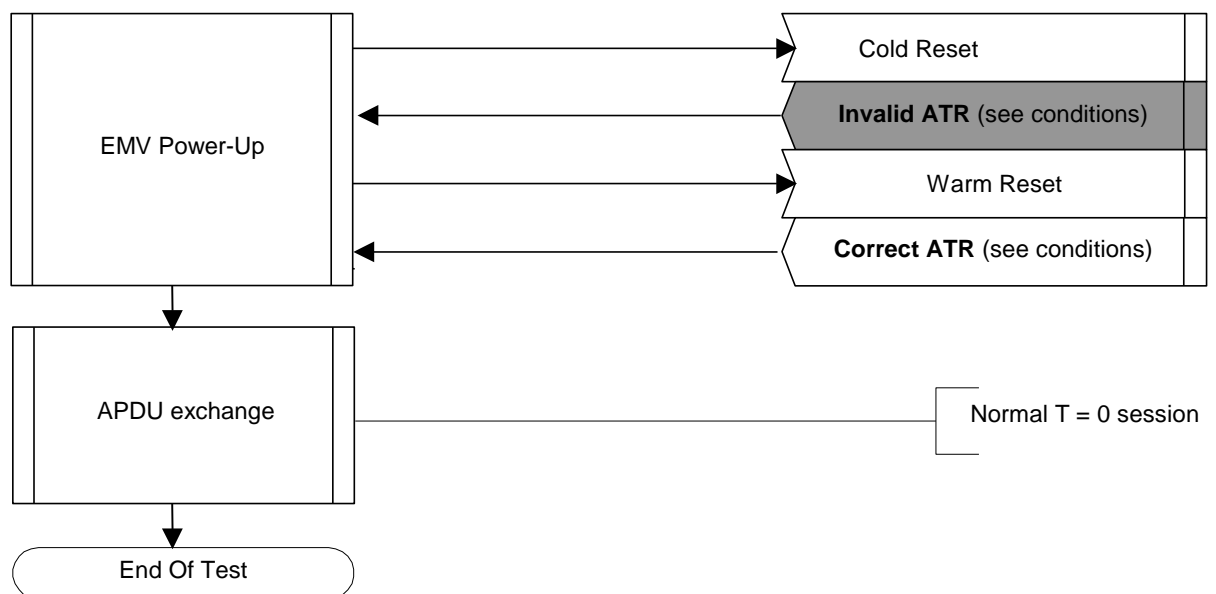 Cold Reset
Invalid ATR (see conditions)
EMV Power-Up
Warm Reset
Correct ATR (see conditions)
APDU exchange
Normal T = 0 session
End Of Test